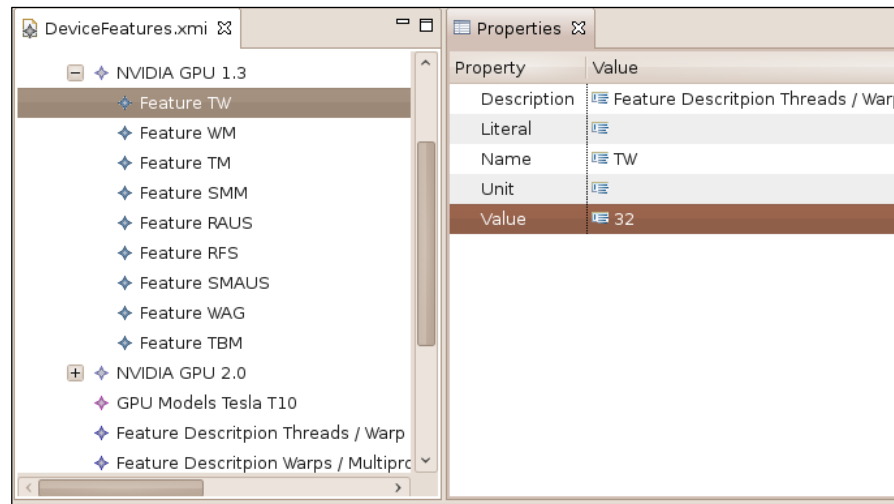 DeviceFeatures.xmi
NVIDIA GPU 1.3
Feature TW
Feature WM
Feature TM
Feature SMM
Feature RAUS
Feature RFS
Feature SMAUS
Feature WAG
Feature TBM
NVIDIA GPU 2.0
GPU Models Tesla T10
Feature Descritpion Threads / Warp
Feature Descritpion Warps / Multipro
Properties
Property Value
Description Feature Descritpion Threads / War
Literal
Name TW
Unit
Value 32